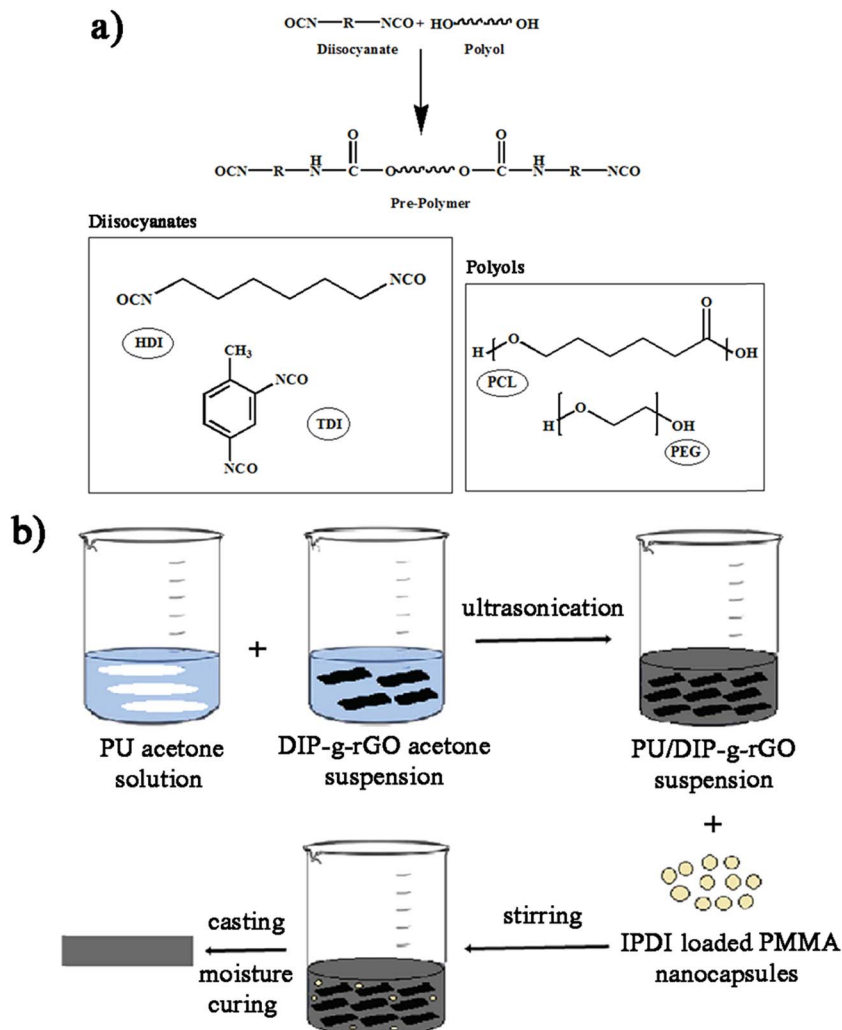 a)
OCN—R—NCO + HO OH
Diisocyanate Polyol
O O
H H
OCN—R—N—C—O O—C—N—R—NCO
Pre-Polymer
Diisocyanates
OCN NCO
HDI
CH₃
NCO
TDI
NCO
Polyols
O
H O OH
PCL
H O OH
PEG
b)
ultrasonication
+
PU acetone
solution
DIP-g-rGO acetone
suspension
PU/DIP-g-rGO
suspension
+
casting
moisture
curing
stirring
IPDI loaded PMMA
nanocapsules